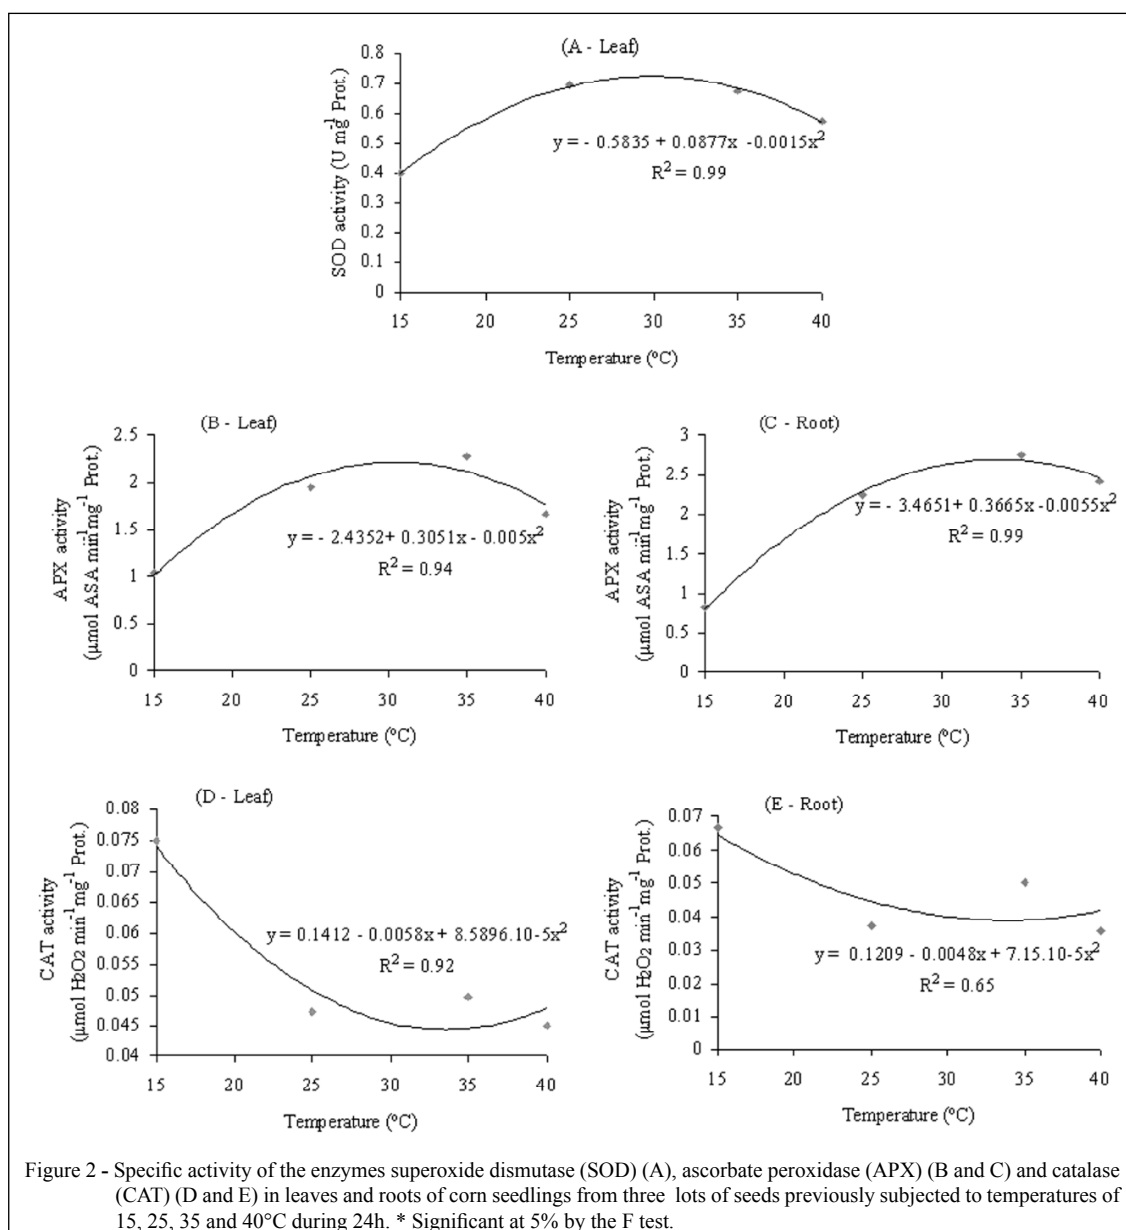 (A - Leaf)
SOD activity (U mg⁻¹ Prot.)
0.8
0.7
0.6
0.5
0.4
0.3
0.2
0.1
0
y = - 0.5835 + 0.0877x -0.0015x²
R² = 0.99
15 20 25 30 35 40
Temperature (ºC)
(B - Leaf)
APX activity
(µmol ASA min⁻¹mg⁻¹ Prot.)
2.5
2
1.5
1
0.5
0
y = - 2.4352+ 0.3051x - 0.005x²
R² = 0.94
15 20 25 30 35 40
Temperature (ºC)
(C - Root)
APX activity
(µmol ASA min⁻¹mg⁻¹ Prot.)
3
2.5
2
1.5
1
0.5
0
y = - 3.4651+ 0.3665x -0.0055x²
R² = 0.99
15 20 25 30 35 40
Temperature (ºC)
(D - Leaf)
CAT activity
(µmol H2O2 min⁻¹mg⁻¹ Prot.)
0.08
0.075
0.07
0.065
0.06
0.055
0.05
0.045
0.04
y = 0.1412 - 0.0058x + 8.5896.10-5x²
R² = 0.92
15 20 25 30 35 40
Temperature (ºC)
(E - Root)
CAT activity
(µmol H2O2 min⁻¹mg⁻¹ Prot.)
0.07
0.06
0.05
0.04
0.03
0.02
0.01
0
y = 0.1209 - 0.0048x + 7.15.10-5x²
R² = 0.65
15 20 25 30 35 40
Temperature (ºC)
Figure 2 - Specific activity of the enzymes superoxide dismutase (SOD) (A), ascorbate peroxidase (APX) (B and C) and catalase
(CAT) (D and E) in leaves and roots of corn seedlings from three lots of seeds previously subjected to temperatures of
15, 25, 35 and 40°C during 24h. * Significant at 5% by the F test.